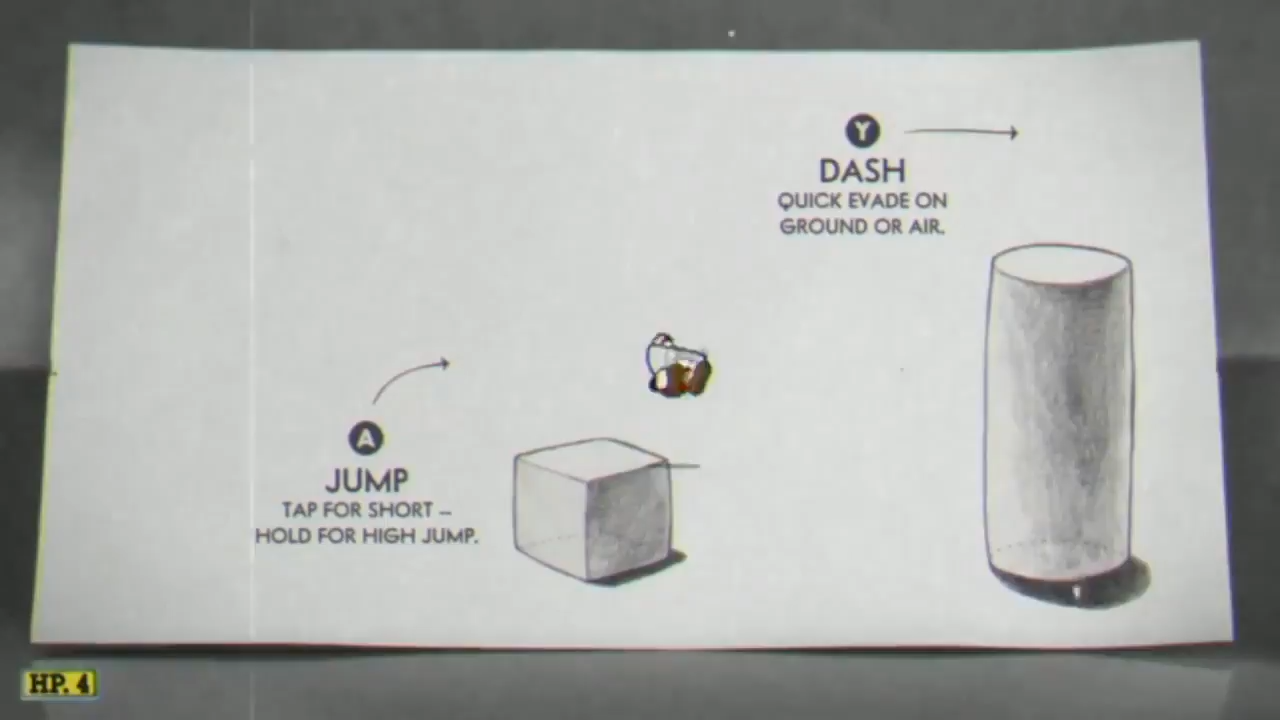 Y
DASH
QUICK EVADE ON
GROUND OR AIR.
A
JUMP
TAP FOR SHORT –
HOLD FOR HIGH JUMP.
HP. 4